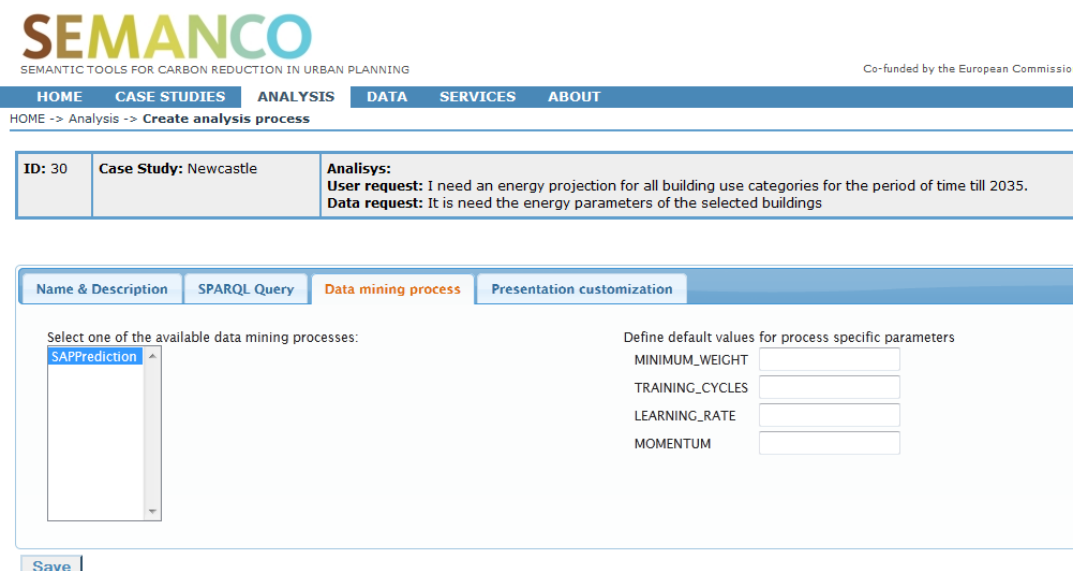 SEMANCO
SEMANTIC TOOLS FOR CARBON REDUCTION IN URBAN PLANNING
Co-funded by the European Commissio
HOME CASE STUDIES ANALYSIS DATA SERVICES ABOUT
HOME -> Analysis -> Create analysis process
ID: 30
Case Study: Newcastle
Analisys:
User request: I need an energy projection for all building use categories for the period of time till 2035.
Data request: It is need the energy parameters of the selected buildings
Name & Description SPARQL Query Data mining process Presentation customization
Select one of the available data mining processes:
SAPPrediction
Define default values for process specific parameters
MINIMUM_WEIGHT
TRAINING_CYCLES
LEARNING_RATE
MOMENTUM
Save